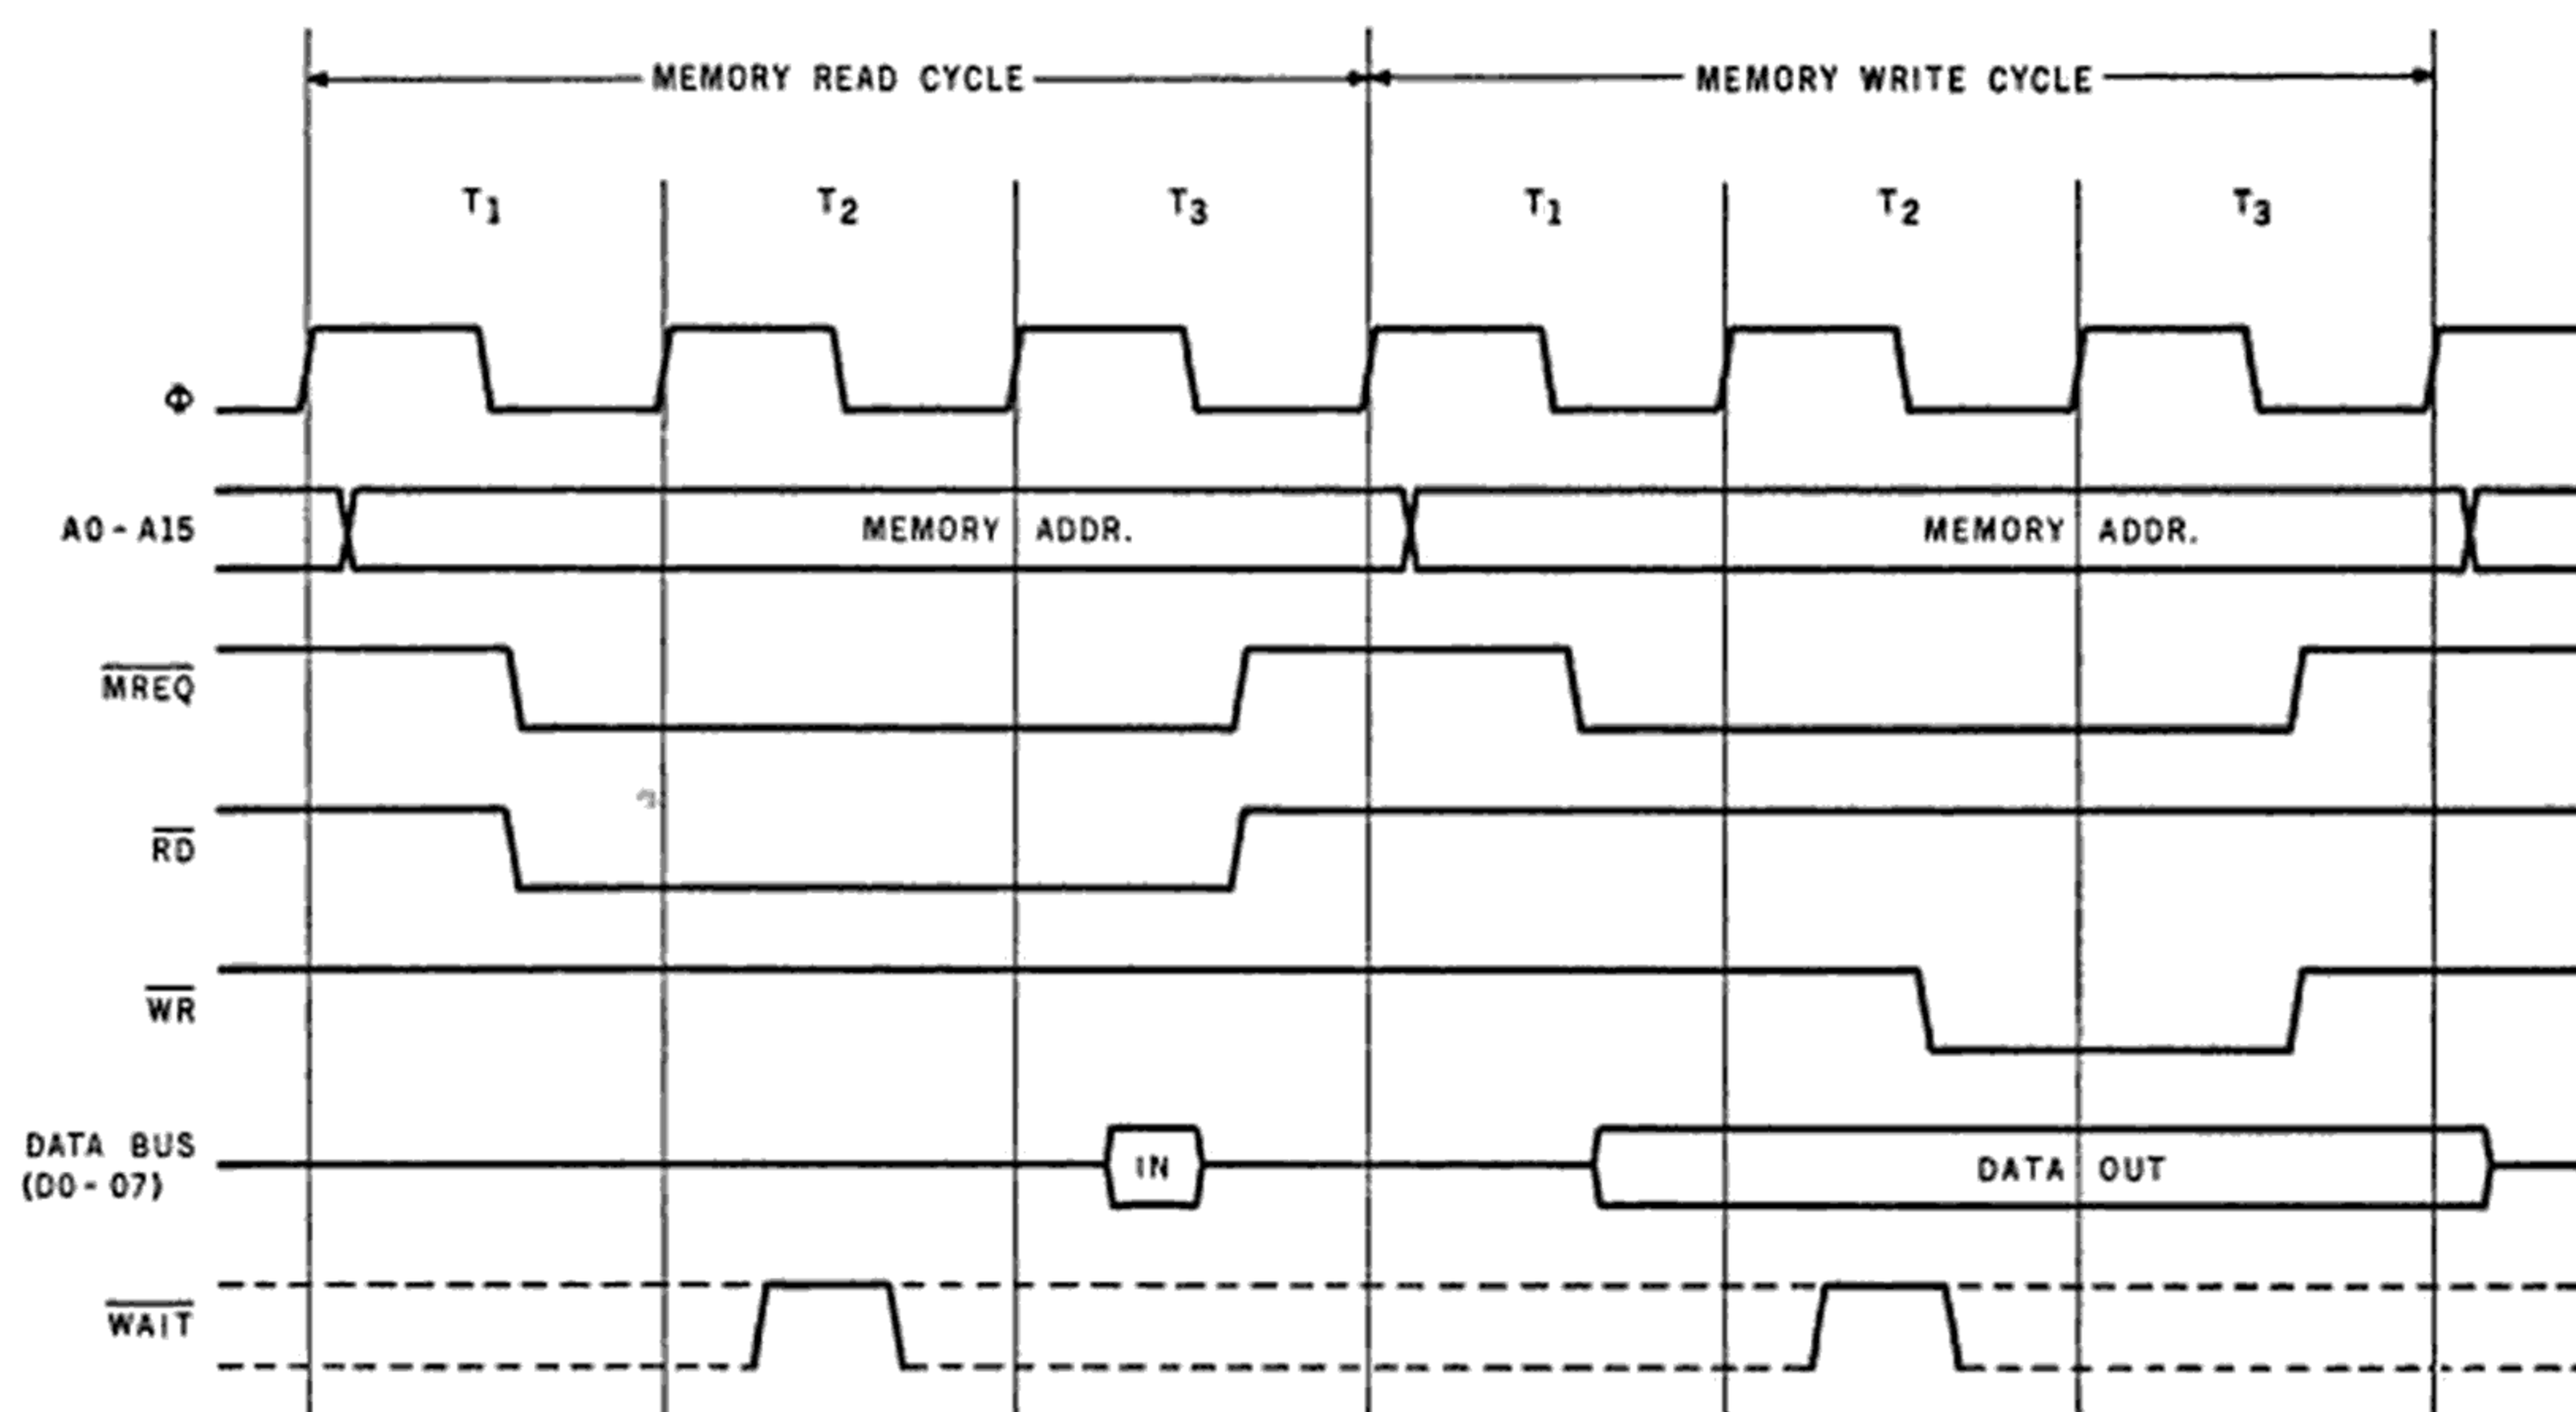 MEMORY READ CYCLE MEMORY WRITE CYCLE
T1 T2 T3 T1 T2 T3
Φ
A0-A15 MEMORY ADDR. MEMORY ADDR.
MREQ
RD
WR
DATA BUS
(D0-07) IN DATA OUT
WAIT